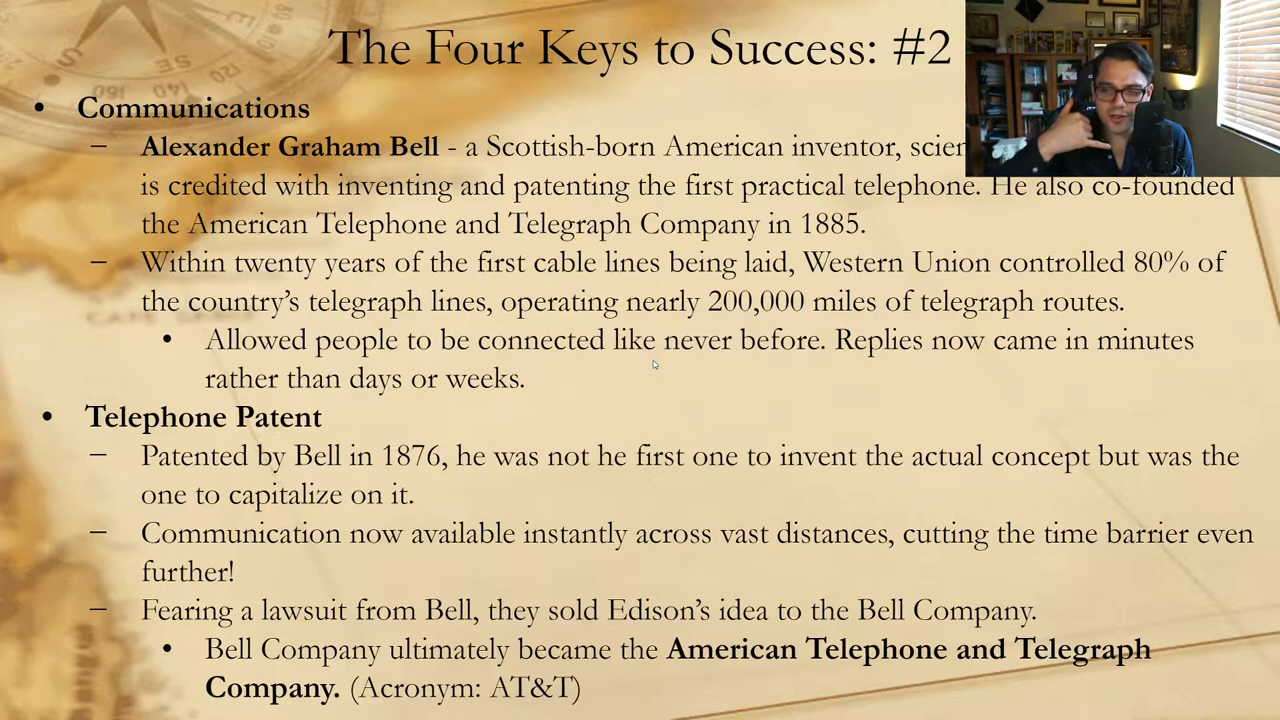 The Four Keys to Success: #2
• Communications
– Alexander Graham Bell - a Scottish-born American inventor,
is credited with inventing and patenting the first practical telephone. He also co-founded
the American Telephone and Telegraph Company in 1885.
– Within twenty years of the first cable lines being laid, Western Union controlled 80% of
the country's telegraph lines, operating nearly 200,000 miles of telegraph routes.
• Allowed people to be connected like never before. Replies now came in minutes
rather than days or weeks.
• Telephone Patent
– Patented by Bell in 1876, he was not he first one to invent the actual concept but was the
one to capitalize on it.
– Communication now available instantly across vast distances, cutting the time barrier even
further!
– Fearing a lawsuit from Bell, they sold Edison's idea to the Bell Company.
• Bell Company ultimately became the American Telephone and Telegraph
Company. (Acronym: AT&T)